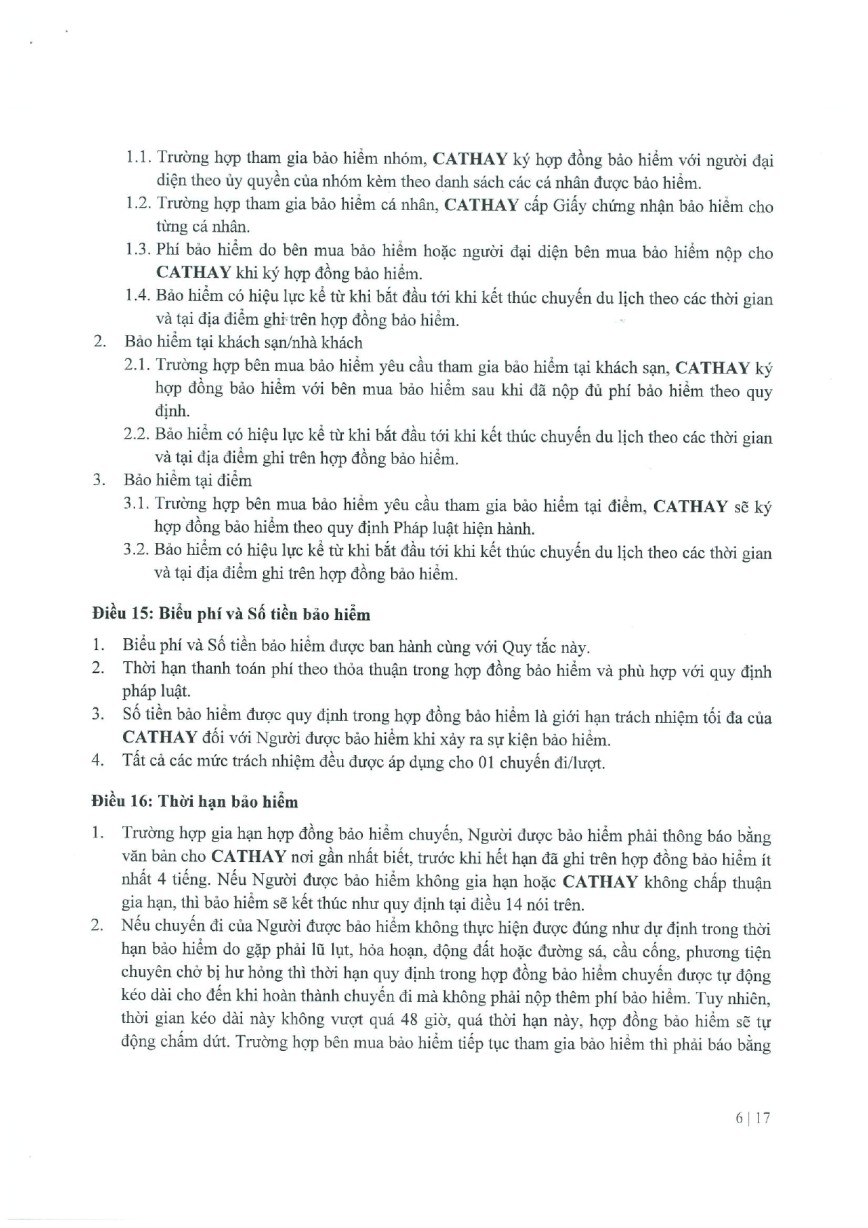 1.1. Trường hợp tham gia bảo hiểm nhóm, CATHAY ký hợp đồng bảo hiểm với người đại
diện theo ủy quyền của nhóm kèm theo danh sách các cá nhân được bảo hiểm.
1.2. Trường hợp tham gia bảo hiểm cá nhân, CATHAY cấp Giấy chứng nhận bảo hiểm cho
từng cá nhân.
1.3. Phí bảo hiểm do bên mua bảo hiểm hoặc người đại diện bên mua bảo hiểm nộp cho
CATHAY khi ký hợp đồng bảo hiểm.
1.4. Bảo hiểm có hiệu lực kể từ khi bắt đầu tới khi kết thúc chuyến du lịch theo các thời gian
và tại địa điểm ghi trên hợp đồng bảo hiểm.
2. Bảo hiểm tại khách sạn/nhà khách
2.1. Trường hợp bên mua bảo hiểm yêu cầu tham gia bảo hiểm tại khách sạn, CATHAY ký
hợp đồng bảo hiểm với bên mua bảo hiểm sau khi đã nộp đủ phí bảo hiểm theo quy
định.
2.2. Bảo hiểm có hiệu lực kể từ khi bắt đầu tới khi kết thúc chuyến du lịch theo các thời gian
và tại địa điểm ghi trên hợp đồng bảo hiểm.
3. Bảo hiểm tại điểm
3.1. Trường hợp bên mua bảo hiểm yêu cầu tham gia bảo hiểm tại điểm, CATHAY sẽ ký
hợp đồng bảo hiểm theo quy định Pháp luật hiện hành.
3.2. Bảo hiểm có hiệu lực kể từ khi bắt đầu tới khi kết thúc chuyến du lịch theo các thời gian
và tại địa điểm ghi trên hợp đồng bảo hiểm.
Điều 15: Biểu phí và Số tiền bảo hiểm
1. Biểu phí và Số tiền bảo hiểm được ban hành cùng với Quy tắc này.
2. Thời hạn thanh toán phí theo thỏa thuận trong hợp đồng bảo hiểm và phù hợp với quy định
pháp luật.
3. Số tiền bảo hiểm được quy định trong hợp đồng bảo hiểm là giới hạn trách nhiệm tối đa của
CATHAY đối với Người được bảo hiểm khi xảy ra sự kiện bảo hiểm.
4. Tất cả các mức trách nhiệm đều được áp dụng cho 01 chuyến đi/lượt.
Điều 16: Thời hạn bảo hiểm
1. Trường hợp gia hạn hợp đồng bảo hiểm chuyến, Người được bảo hiểm phải thông báo bằng
văn bản cho CATHAY nơi gần nhất biết, trước khi hết hạn đã ghi trên hợp đồng bảo hiểm ít
nhất 4 tiếng. Nếu Người được bảo hiểm không gia hạn hoặc CATHAY không chấp thuận
gia hạn, thì bảo hiểm sẽ kết thúc như quy định tại điều 14 nói trên.
2. Nếu chuyến đi của Người được bảo hiểm không thực hiện được đúng như dự định trong thời
hạn bảo hiểm do gặp phải lũ lụt, hỏa hoạn, động đất hoặc đường sá, cầu cống, phương tiện
chuyên chở bị hư hỏng thì thời hạn quy định trong hợp đồng bảo hiểm chuyến được tự động
kéo dài cho đến khi hoàn thành chuyến đi mà không phải nộp thêm phí bảo hiểm. Tuy nhiên,
thời gian kéo dài này không vượt quá 48 giờ, quá thời hạn này, hợp đồng bảo hiểm sẽ tự
động chấm dứt. Trường hợp bên mua bảo hiểm tiếp tục tham gia bảo hiểm thì phải báo bằng
6 | 17